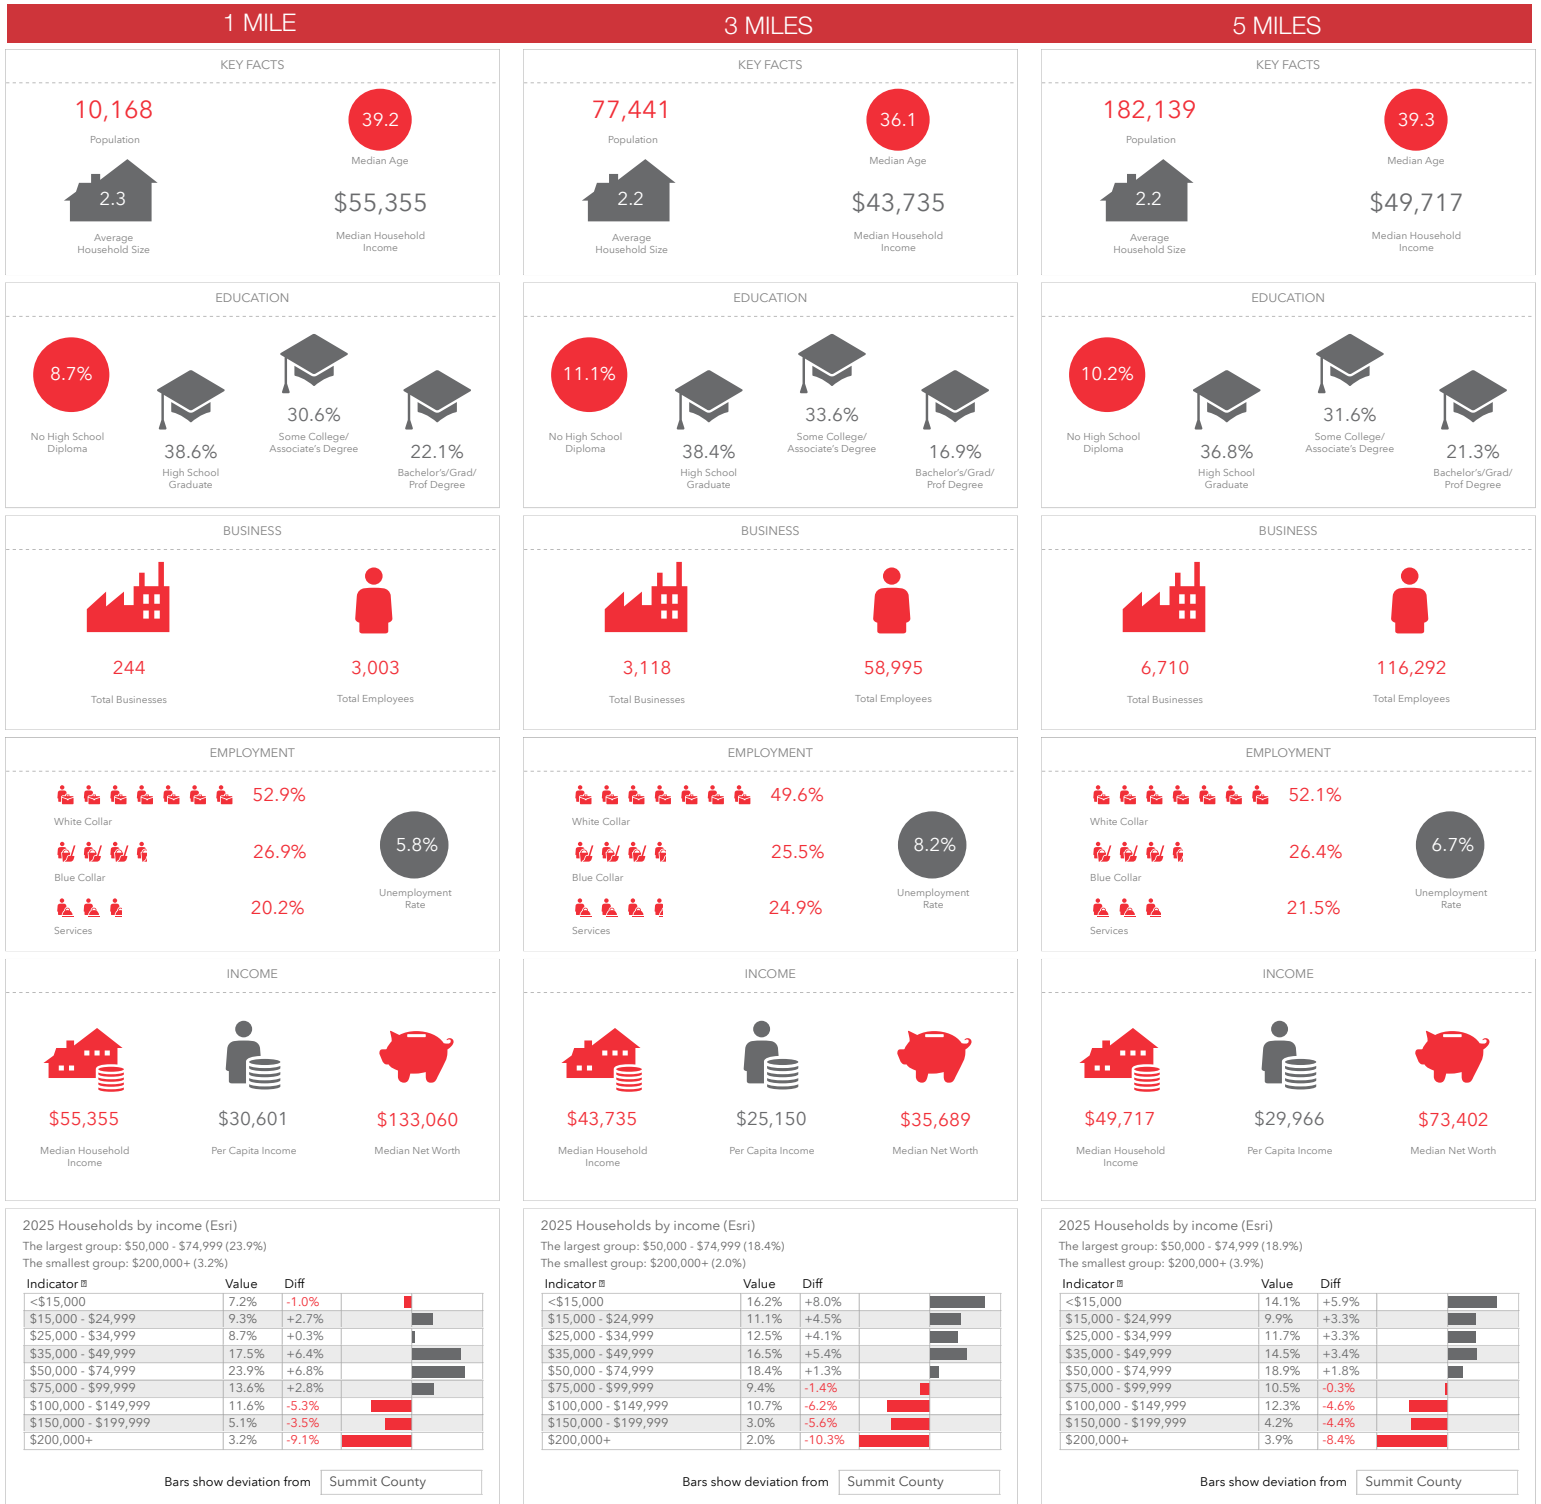 1 MILE
3 MILES
5 MILES
KEY FACTS
10,168
Population
39.2
Median Age
2.3
Average
Household Size
$55,355
Median Household
Income
EDUCATION
8.7%
No High School
Diploma
38.6%
High School
Graduate
30.6%
Some College/
Associate's Degree
22.1%
Bachelor's/Grad/
Prof Degree
BUSINESS
244
Total Businesses
3,003
Total Employees
EMPLOYMENT
52.9%
White Collar
26.9%
Blue Collar
20.2%
Services
5.8%
Unemployment
Rate
INCOME
$55,355
Median Household
Income
$30,601
Per Capita Income
$133,060
Median Net Worth
2025 Households by income (Esri)
The largest group: $50,000 - $74,999 (23.9%)
The smallest group: $200,000+ (3.2%)
Indicator Value Diff
<$15,000 7.2% -1.0%
$15,000 - $24,999 9.3% +2.7%
$25,000 - $34,999 8.7% +0.3%
$35,000 - $49,999 17.5% +6.4%
$50,000 - $74,999 23.9% +6.8%
$75,000 - $99,999 13.6% +2.8%
$100,000 - $149,999 11.6% -5.3%
$150,000 - $199,999 5.1% -3.5%
$200,000+ 3.2% -9.1%
Bars show deviation from Summit County
KEY FACTS
77,441
Population
36.1
Median Age
2.2
Average
Household Size
$43,735
Median Household
Income
EDUCATION
11.1%
No High School
Diploma
38.4%
High School
Graduate
33.6%
Some College/
Associate's Degree
16.9%
Bachelor's/Grad/
Prof Degree
BUSINESS
3,118
Total Businesses
58,995
Total Employees
EMPLOYMENT
49.6%
White Collar
25.5%
Blue Collar
24.9%
Services
8.2%
Unemployment
Rate
INCOME
$43,735
Median Household
Income
$25,150
Per Capita Income
$35,689
Median Net Worth
2025 Households by income (Esri)
The largest group: $50,000 - $74,999 (18.4%)
The smallest group: $200,000+ (2.0%)
Indicator Value Diff
<$15,000 16.2% +8.0%
$15,000 - $24,999 11.1% +4.5%
$25,000 - $34,999 12.5% +4.1%
$35,000 - $49,999 16.5% +5.4%
$50,000 - $74,999 18.4% +1.3%
$75,000 - $99,999 9.4% -1.4%
$100,000 - $149,999 10.7% -6.2%
$150,000 - $199,999 3.0% -5.6%
$200,000+ 2.0% -10.3%
Bars show deviation from Summit County
KEY FACTS
182,139
Population
39.3
Median Age
2.2
Average
Household Size
$49,717
Median Household
Income
EDUCATION
10.2%
No High School
Diploma
36.8%
High School
Graduate
31.6%
Some College/
Associate's Degree
21.3%
Bachelor's/Grad/
Prof Degree
BUSINESS
6,710
Total Businesses
116,292
Total Employees
EMPLOYMENT
52.1%
White Collar
26.4%
Blue Collar
21.5%
Services
6.7%
Unemployment
Rate
INCOME
$49,717
Median Household
Income
$29,966
Per Capita Income
$73,402
Median Net Worth
2025 Households by income (Esri)
The largest group: $50,000 - $74,999 (18.9%)
The smallest group: $200,000+ (3.9%)
Indicator Value Diff
<$15,000 14.1% +5.9%
$15,000 - $24,999 9.9% +3.3%
$25,000 - $34,999 11.7% +3.3%
$35,000 - $49,999 14.5% +3.4%
$50,000 - $74,999 18.9% +1.8%
$75,000 - $99,999 10.5% -0.3%
$100,000 - $149,999 12.3% -4.6%
$150,000 - $199,999 4.2% -4.4%
$200,000+ 3.9% -8.4%
Bars show deviation from Summit County